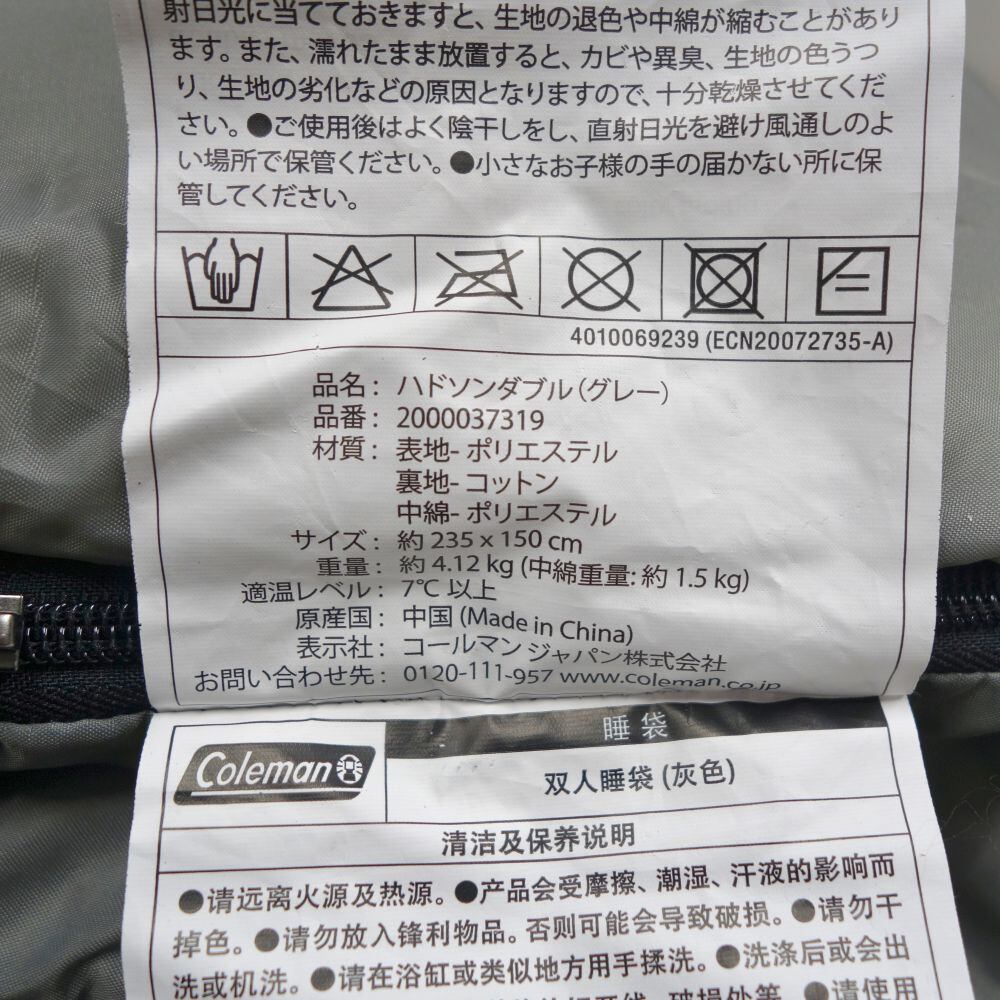 射日光に当てておきますと、生地の退色や中綿が縮むことがあり
ます。また、濡れたまま放置すると、カビや異臭、生地の色うつ
り、生地の劣化などの原因となりますので、十分乾燥させてくだ
さい。●ご使用後はよく陰干しをし、直射日光を避け風通しのよ
い場所で保管ください。●小さなお子様の手の届かない所に保
管してください。
4010069239 (ECN20072735-A)
品名： ハドソンダブル（グレー）
品番： 2000037319
材質： 表地- ポリエステル
裏地- コットン
中綿- ポリエステル
サイズ： 約 235 x 150 cm
重量： 約 4.12 kg (中綿重量: 約 1.5 kg)
適温レベル： 7℃ 以上
原産国： 中国 (Made in China)
表示社： コールマン ジャパン株式会社
お問い合わせ先： 0120-111-957 www.coleman.co.jp
睡 袋
Coleman
双人睡袋 (灰色)
清洁及保养说明
●请远离火源及热源。●产品会受摩擦、潮湿、汗液的影响而
掉色。●请勿放入锋利物品。否则可能会导致破损。●请勿干
洗或机洗。●请在浴缸或类似地方用手揉洗。●洗涤后或会出
破损处等。●请使用